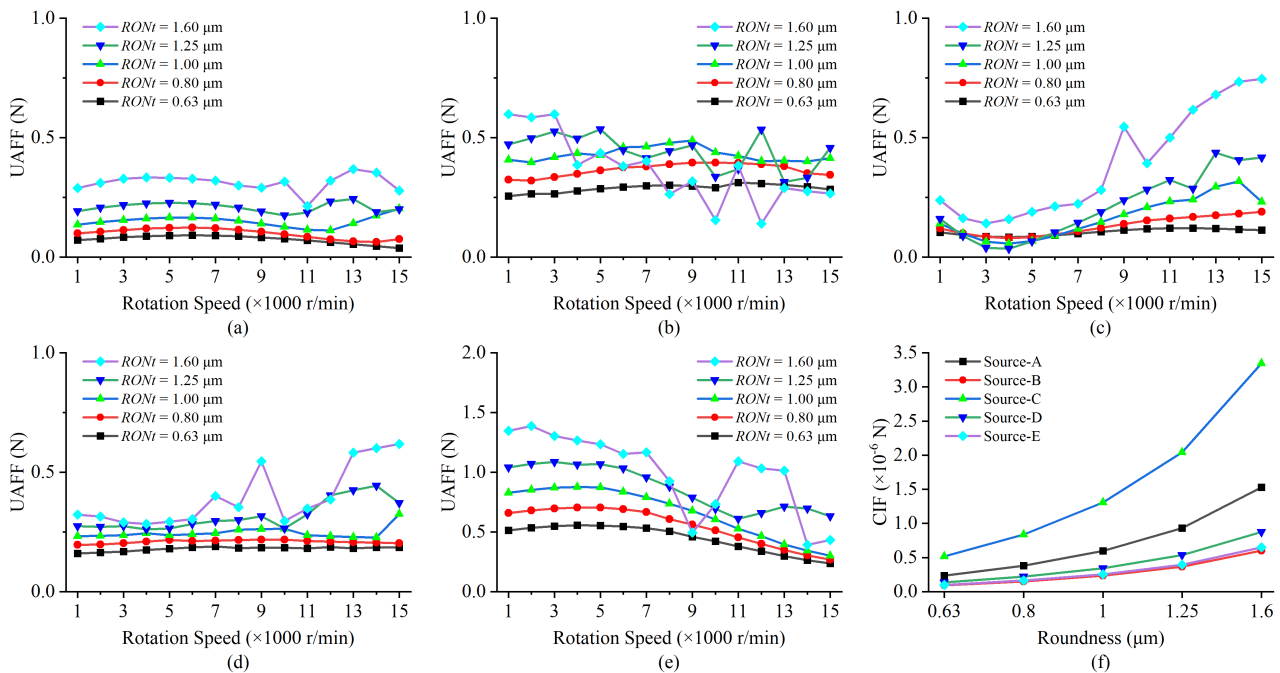 1.0
0.5
0.0
UAFF (N)
RONt = 1.60 μm
RONt = 1.25 μm
RONt = 1.00 μm
RONt = 0.80 μm
RONt = 0.63 μm
1 3 5 7 9 11 13 15
Rotation Speed (×1000 r/min)
(a)
1.0
0.5
0.0
UAFF (N)
RONt = 1.60 μm
RONt = 1.25 μm
RONt = 1.00 μm
RONt = 0.80 μm
RONt = 0.63 μm
1 3 5 7 9 11 13 15
Rotation Speed (×1000 r/min)
(b)
1.0
0.5
0.0
UAFF (N)
RONt = 1.60 μm
RONt = 1.25 μm
RONt = 1.00 μm
RONt = 0.80 μm
RONt = 0.63 μm
1 3 5 7 9 11 13 15
Rotation Speed (×1000 r/min)
(c)
1.0
0.5
0.0
UAFF (N)
RONt = 1.60 μm
RONt = 1.25 μm
RONt = 1.00 μm
RONt = 0.80 μm
RONt = 0.63 μm
1 3 5 7 9 11 13 15
Rotation Speed (×1000 r/min)
(d)
2.0
1.5
1.0
0.5
0.0
UAFF (N)
RONt = 1.60 μm
RONt = 1.25 μm
RONt = 1.00 μm
RONt = 0.80 μm
RONt = 0.63 μm
1 3 5 7 9 11 13 15
Rotation Speed (×1000 r/min)
(e)
3.5
3.0
2.5
2.0
1.5
1.0
0.5
0.0
CIF (×10⁻⁶ N)
Source-A
Source-B
Source-C
Source-D
Source-E
0.63 0.8 1 1.25 1.6
Roundness (μm)
(f)